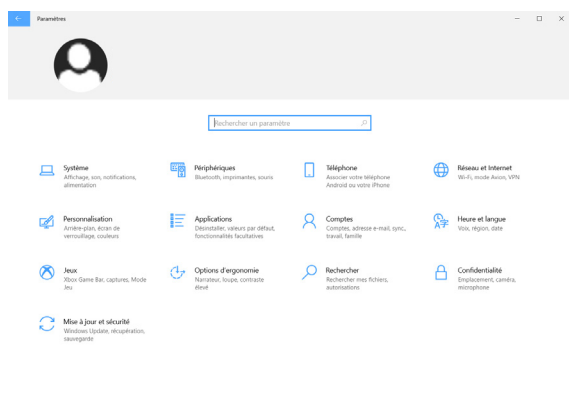 Paramètres
Rechercher un paramètre
Système
Affichage, son, notifications,
alimentation
Périphériques
Bluetooth, imprimantes, souris
Téléphone
Associer votre téléphone
Android ou votre iPhone
Réseau et Internet
Wi-Fi, mode Avion, VPN
Personnalisation
Arrière-plan, écran de
verrouillage, couleurs
Applications
Désinstaller, valeurs par défaut,
fonctionnalités facultatives
Comptes
Comptes, adresse e-mail, sync.,
travail, famille
Heure et langue
Voix, région, date
Jeux
Xbox Game Bar, captures, Mode
Jeu
Options d'ergonomie
Narrateur, loupe, contraste
élevé
Rechercher
Rechercher mes fichiers,
autorisations
Confidentialité
Emplacement, caméra,
microphone
Mise à jour et sécurité
Windows Update, récupération,
sauvegarde